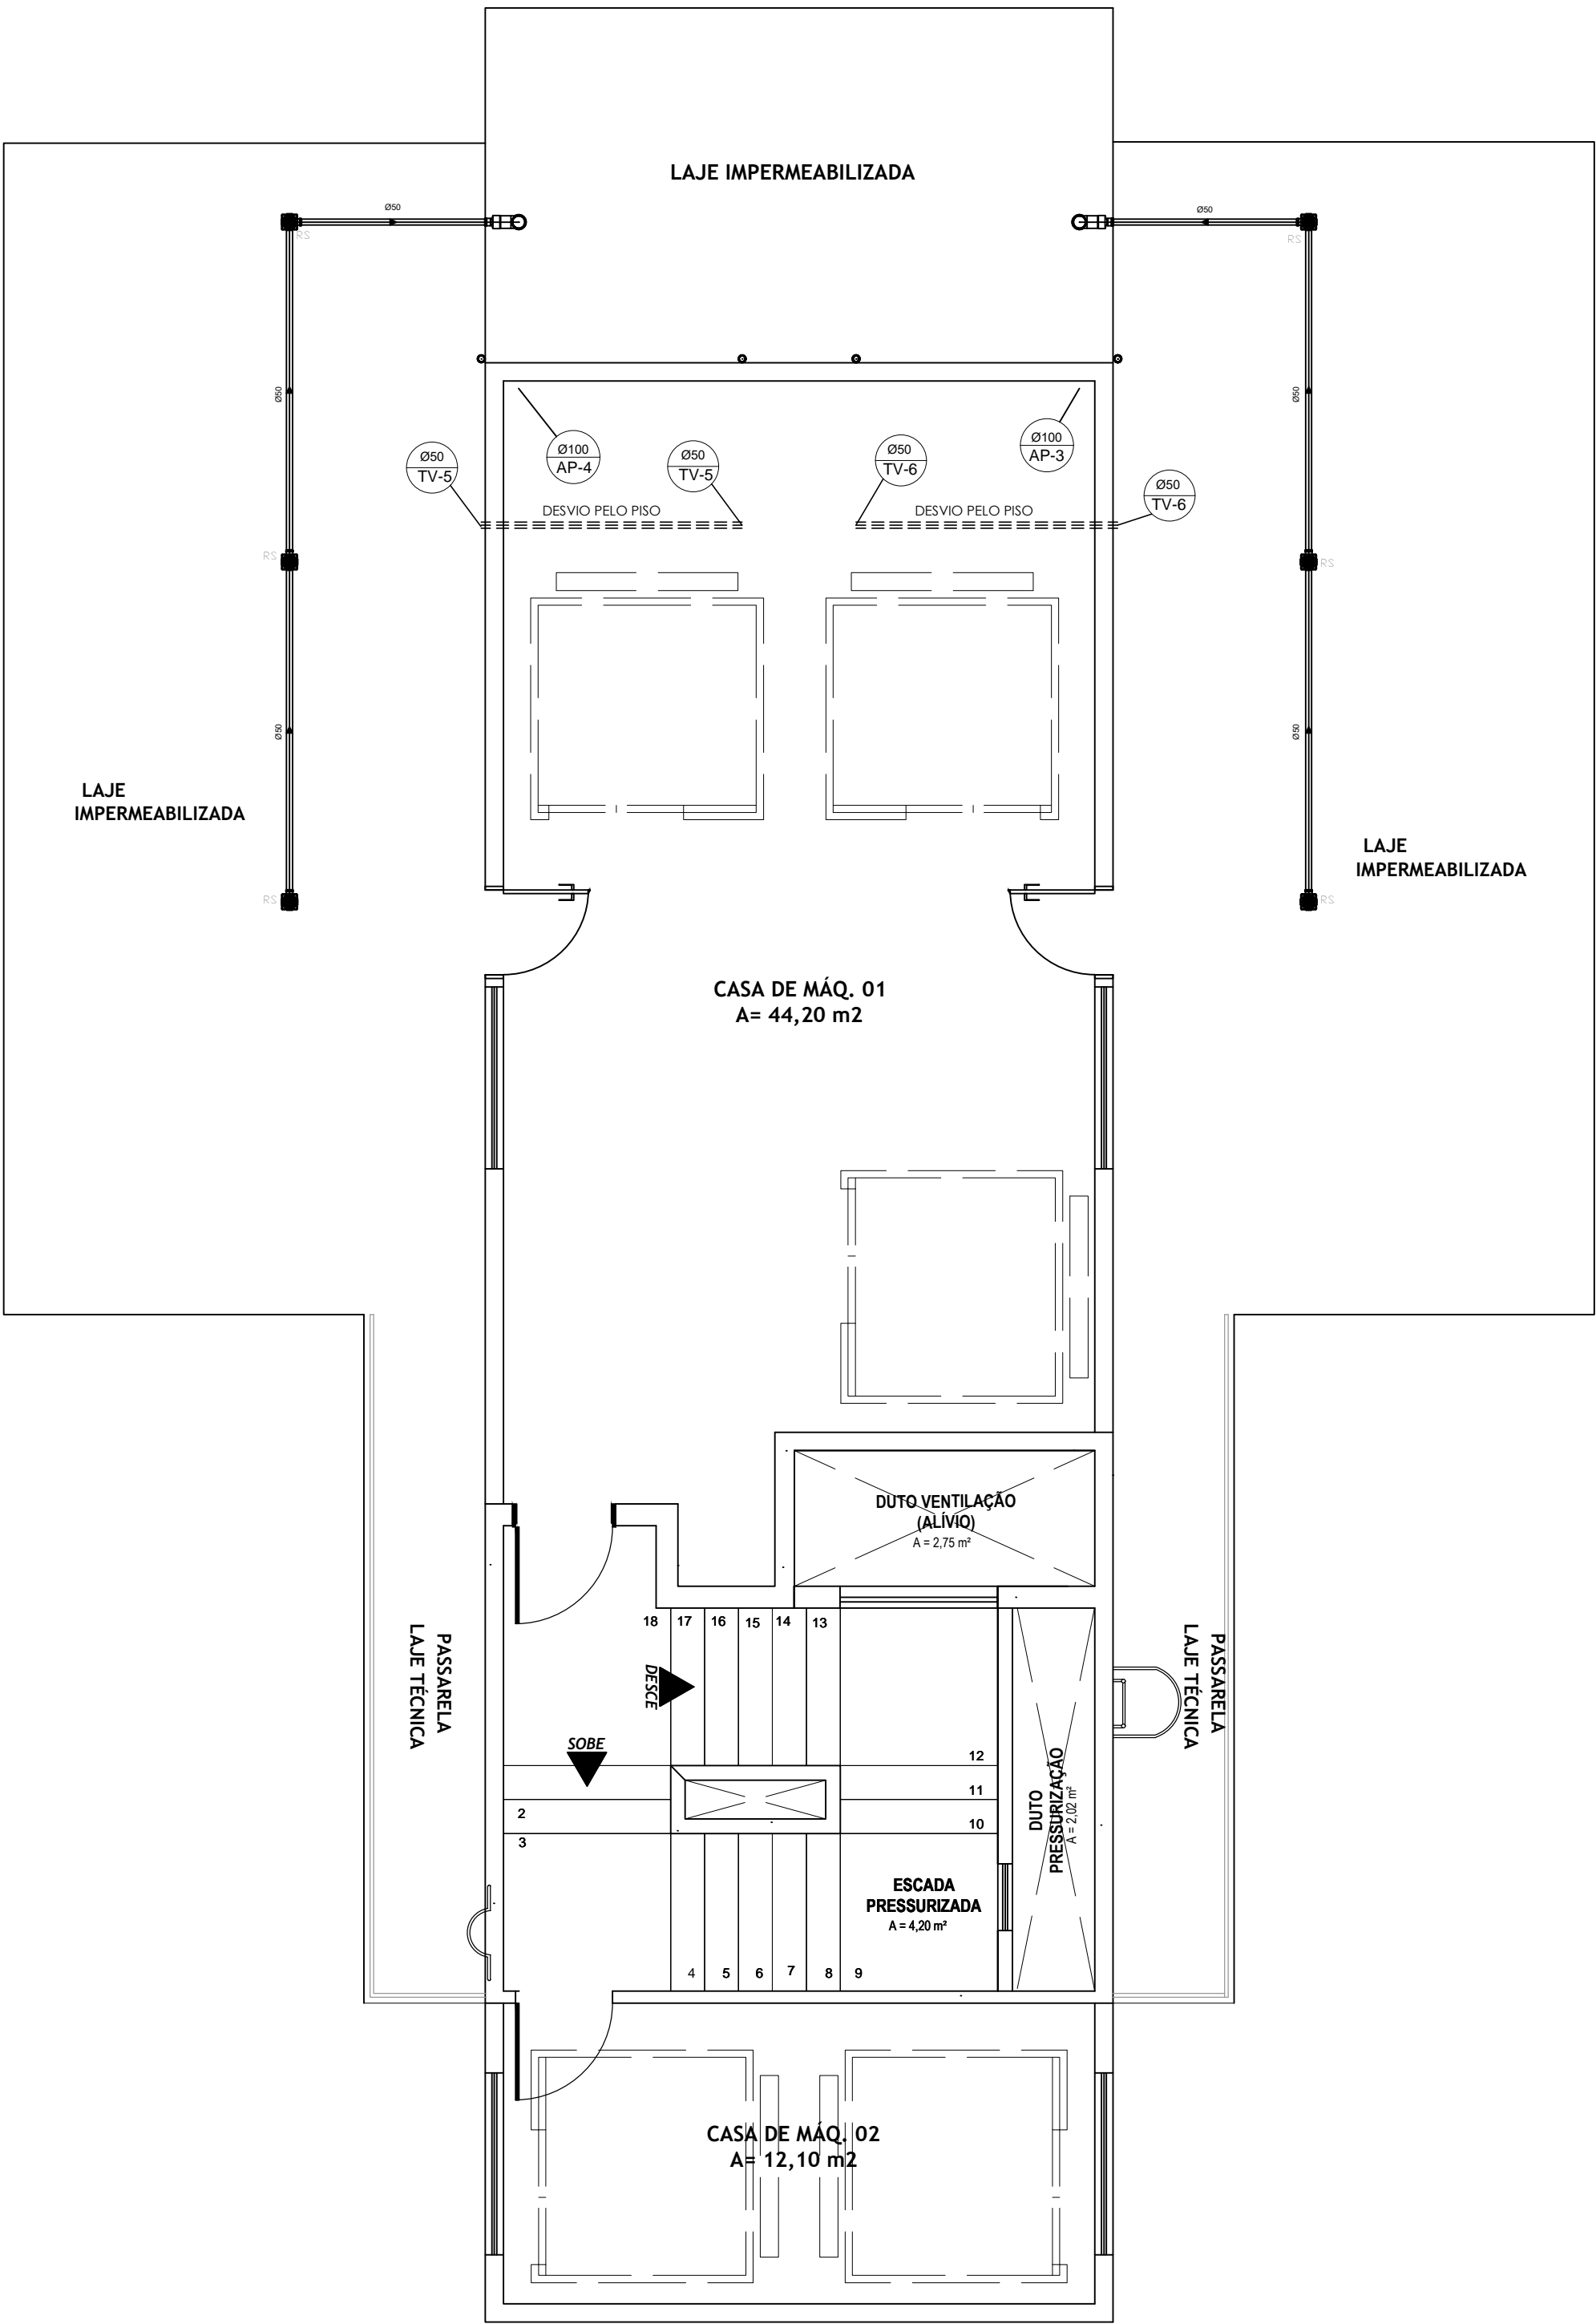 LAJE IMPERMEABILIZADA
Ø50
Ø50
RS
RS
Ø50
Ø50
Ø50
TV-5
Ø100
AP-4
Ø50
TV-5
Ø50
TV-6
Ø100
AP-3
Ø50
TV-6
DESVIO PELO PISO
DESVIO PELO PISO
RS
RS
Ø50
Ø50
LAJE
IMPERMEABILIZADA
LAJE
IMPERMEABILIZADA
RS
RS
CASA DE MÁQ. 01
A= 44,20 m2
DUTO VENTILAÇÃO
(ALÍVIO)
A = 2,75 m²
18
17
16
15
14
13
DESCE
SOBE
PASSARELA
LAJE TÉCNICA
PASSARELA
LAJE TÉCNICA
12
11
10
2
3
DUTO
PRESSURIZAÇÃO
A = 2,02 m²
ESCADA
PRESSURIZADA
A = 4,20 m²
4
5
6
7
8
9
CASA DE MÁQ. 02
A= 12,10 m2